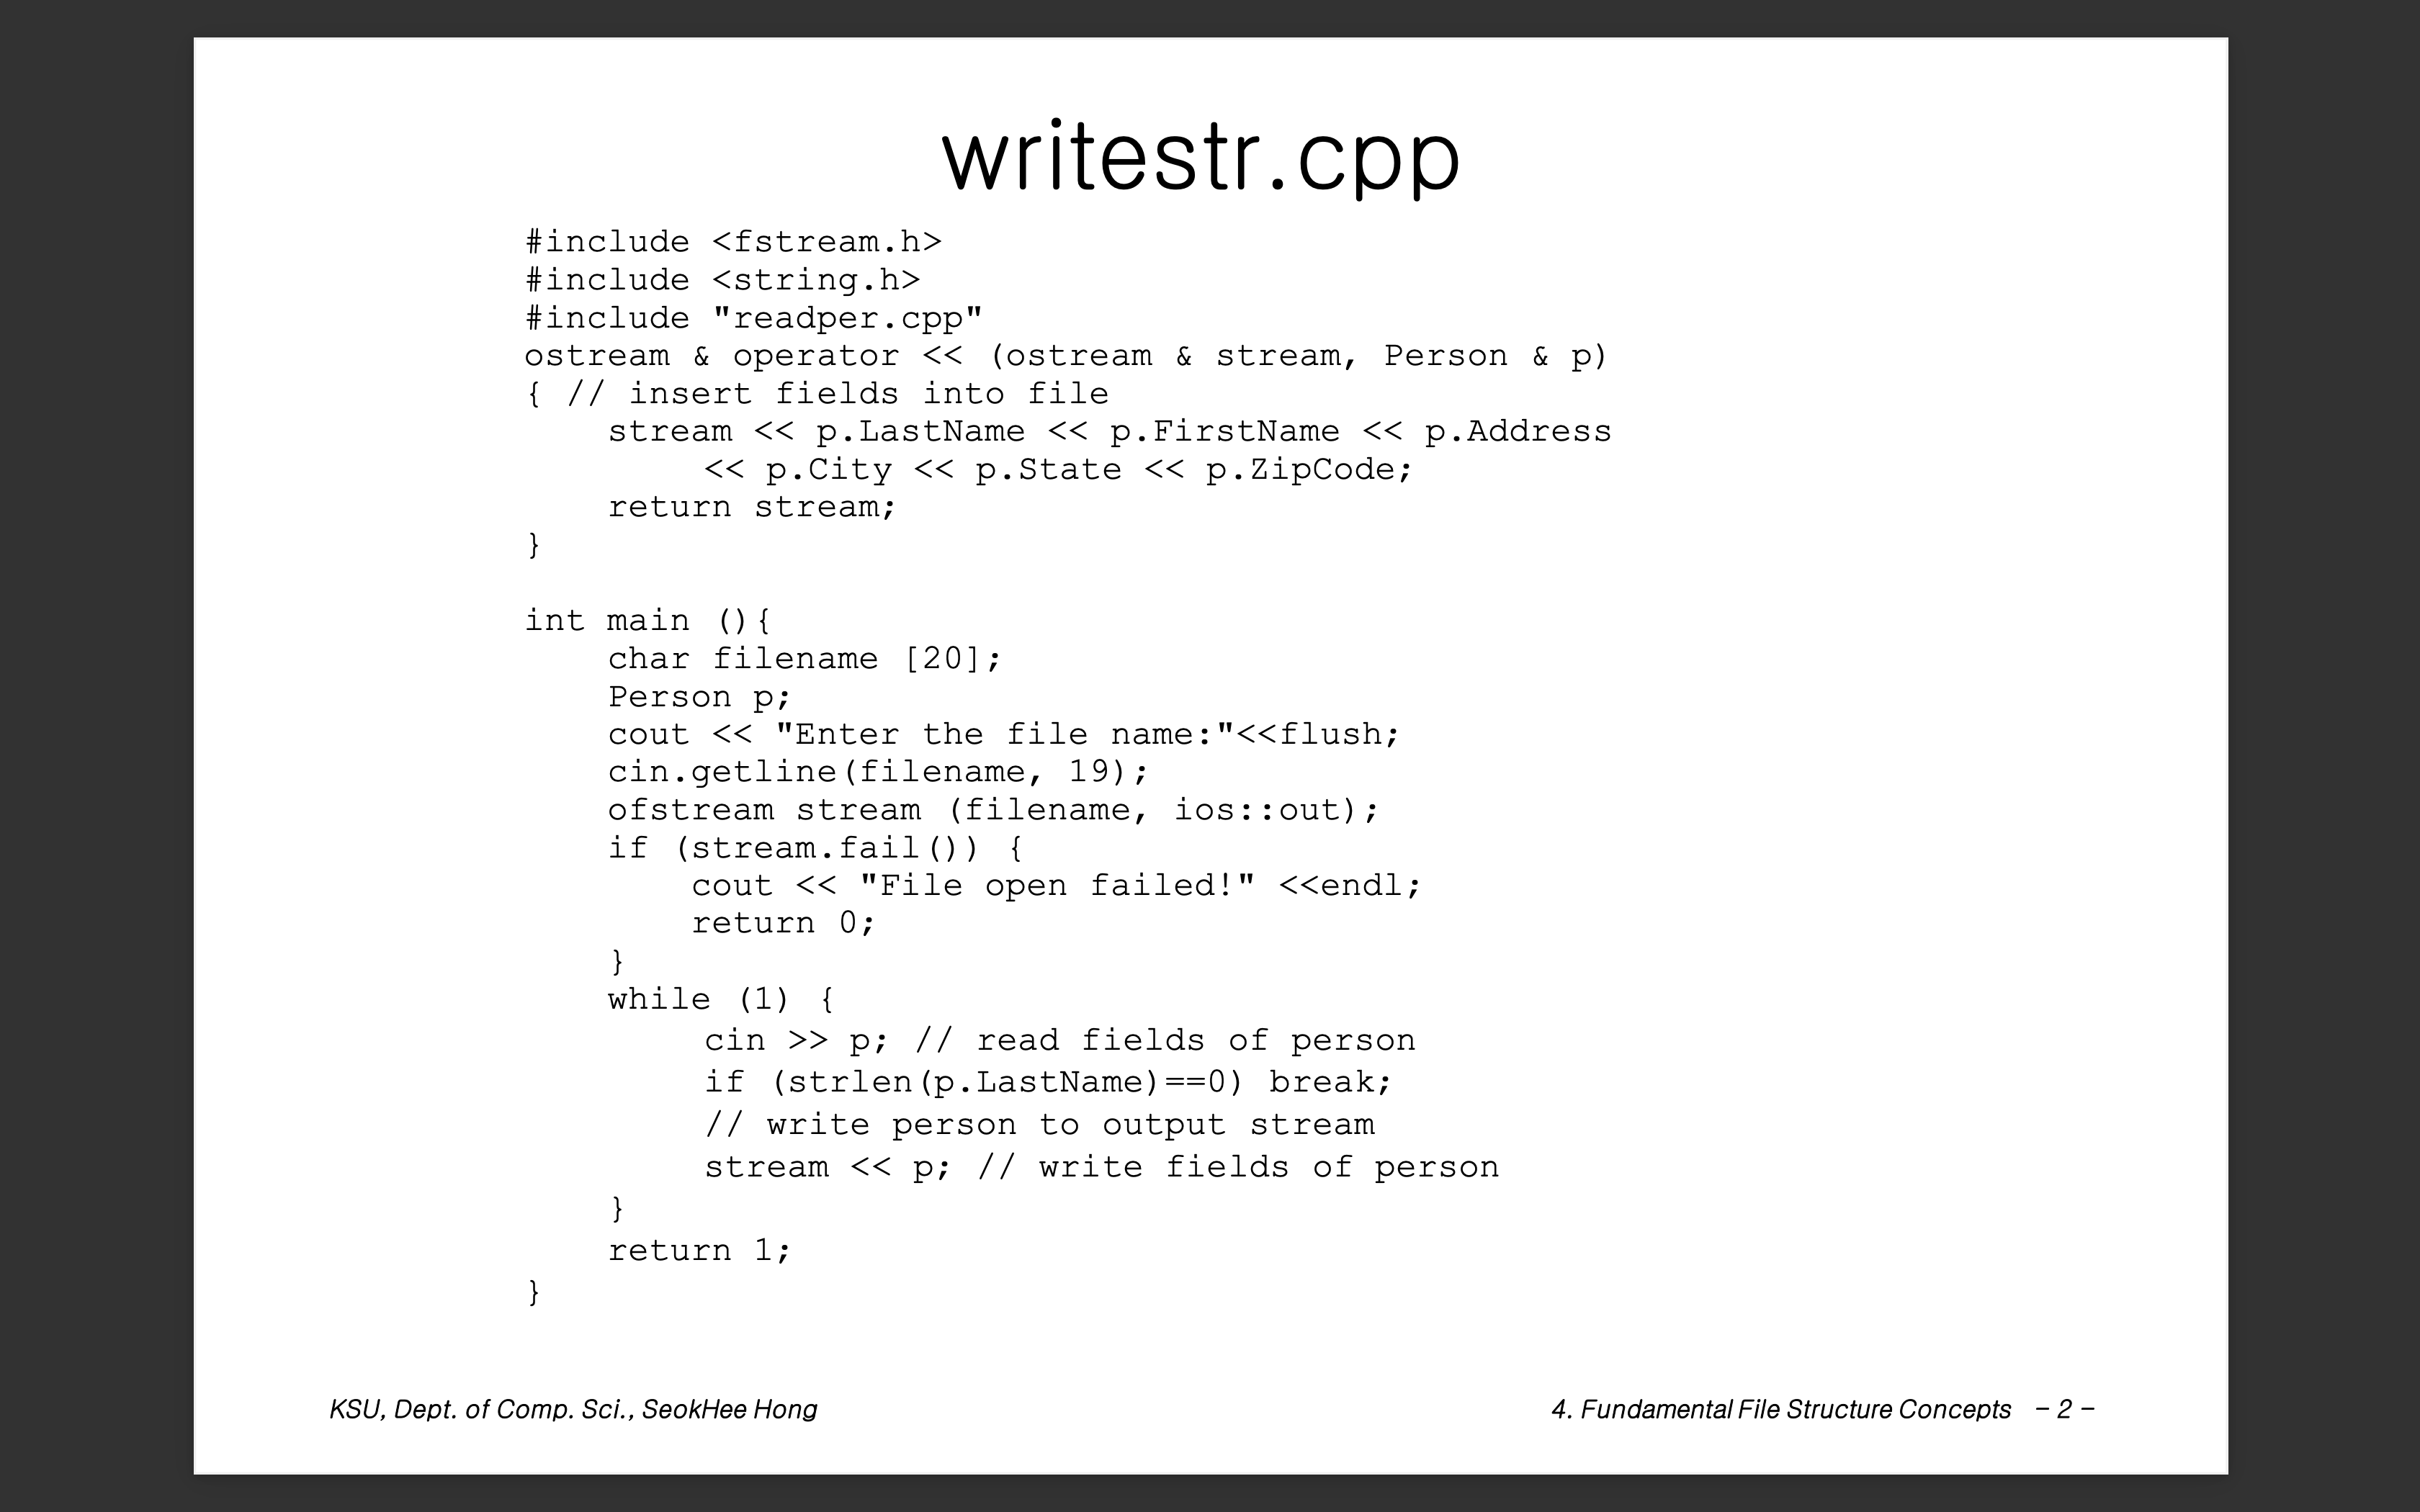 writestr.cpp
#include <fstream.h>
#include <string.h>
#include "readper.cpp"
ostream & operator << (ostream & stream, Person & p)
{ // insert fields into file
stream << p.LastName << p.FirstName << p.Address
<< p.City << p.State << p.ZipCode;
return stream;
}
int main (){
char filename [20];
Person p;
cout << "Enter the file name:"<<flush;
cin.getline(filename, 19);
ofstream stream (filename, ios::out);
if (stream.fail()) {
cout << "File open failed!" <<endl;
return 0;
}
while (1) {
cin >> p; // read fields of person
if (strlen(p.LastName)==0) break;
// write person to output stream
stream << p; // write fields of person
}
return 1;
}
KSU, Dept. of Comp. Sci., SeokHee Hong
4. Fundamental File Structure Concepts - 2 -